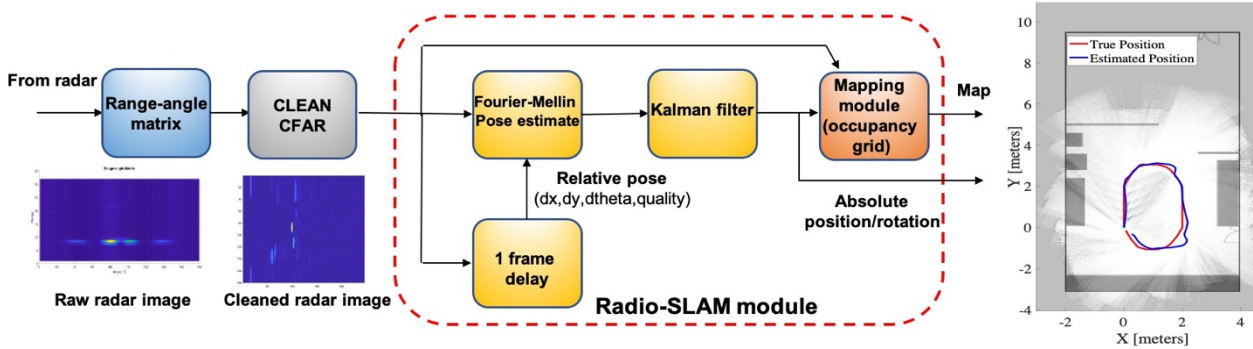 From radar
Range-angle
matrix
CLEAN
CFAR
Fourier-Mellin
Pose estimate
Kalman filter
Mapping
module
(occupancy
grid)
Map
Relative pose
(dx,dy,dtheta,quality)
Absolute
position/rotation
1 frame
delay
Radio-SLAM module
Raw radar image
Cleaned radar image
True Position
Estimated Position
Y [meters]
10
8
6
4
2
0
-2
-4
-2
0
2
4
X [meters]